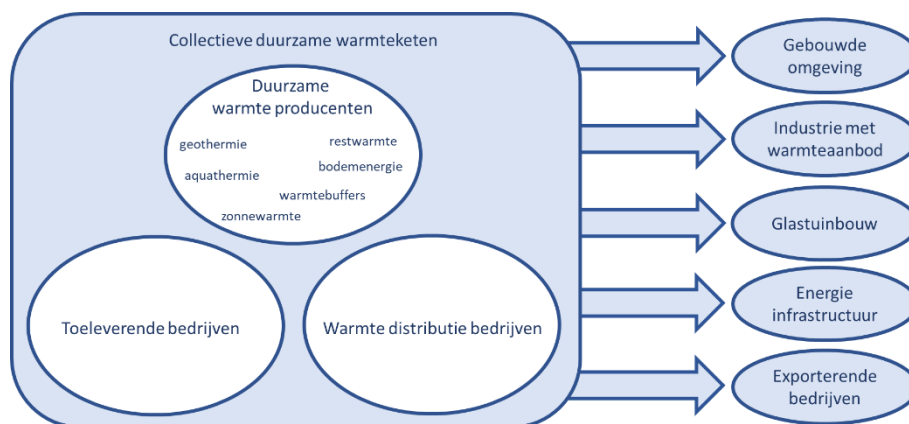 Collectieve duurzame warmteketen
Duurzame
warmte producenten
geothermie
restwarmte
bodemenergie
aquathermie
warmtebuffers
zonnewarmte
Toeleverende bedrijven
Warmte distributie bedrijven
Gebouwde
omgeving
Industrie met
warmteaanbod
Glastuinbouw
Energie
infrastructuur
Exporterende
bedrijven